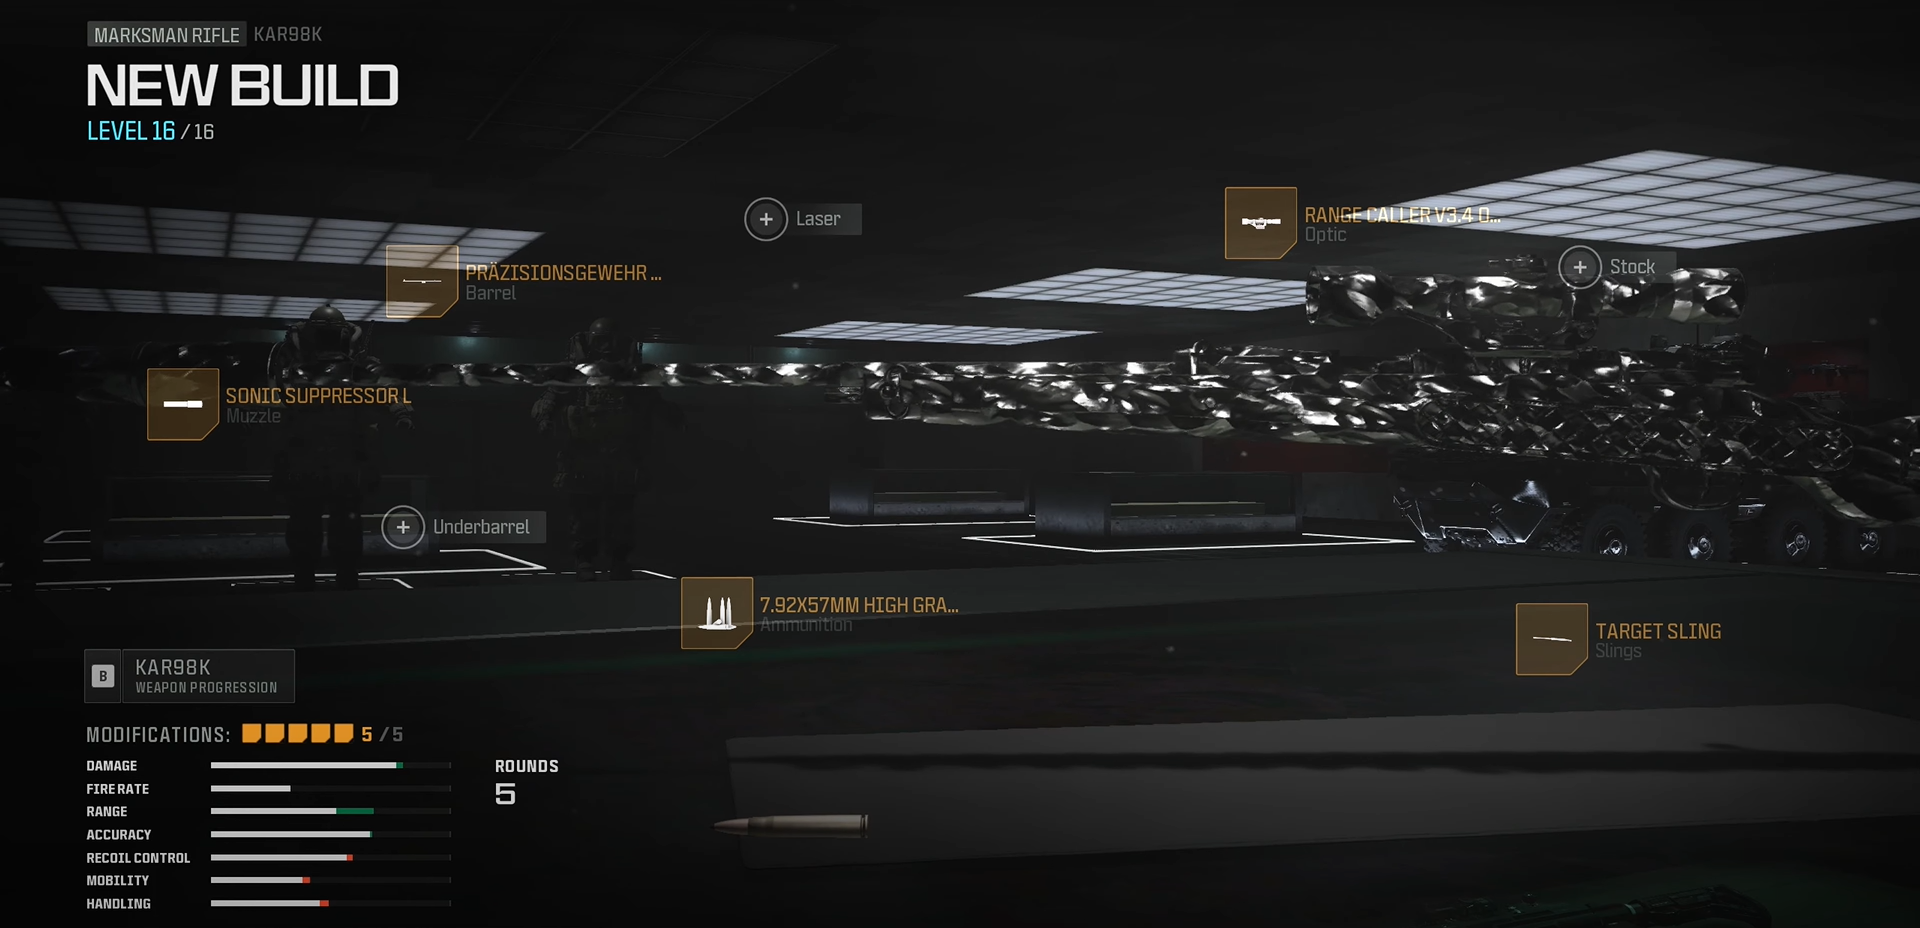 MARKSMAN RIFLE KAR98K
NEW BUILD
LEVEL 16 / 16
Laser
RANGE CALLER V3.4 O...
Optic
Stock
PRÄZISIONSGEWEHR ...
Barrel
SONIC SUPPRESSOR L
Muzzle
Underbarrel
7.92X57MM HIGH GRA...
Ammunition
TARGET SLING
Slings
B KAR98K
WEAPON PROGRESSION
MODIFICATIONS: 5 / 5
DAMAGE
FIRE RATE
RANGE
ACCURACY
RECOIL CONTROL
MOBILITY
HANDLING
ROUNDS
5